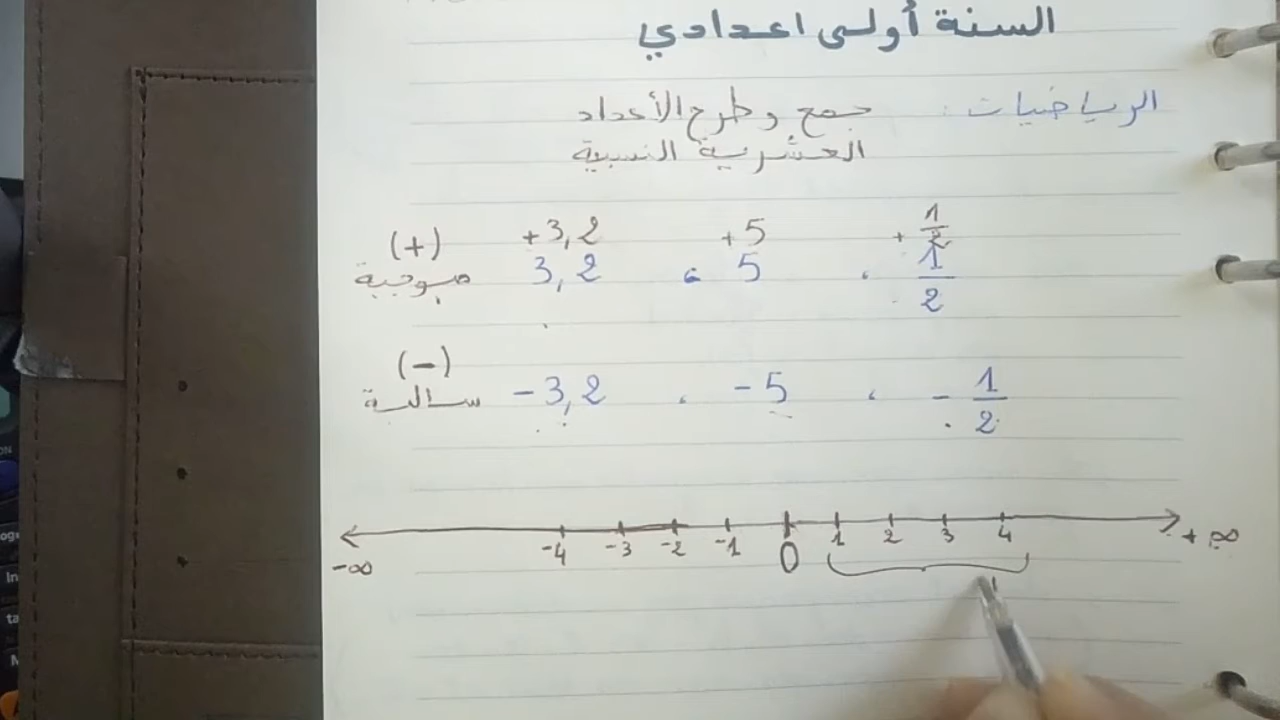 السنة أولى اعدادي
الرياضيات : جمع و طرح الأعداد
العشرية النسبية
(+) +3,2 +5 + 1/2
موجبة 3,2 ، 5 ، 1/2
(-)
سالبة -3,2 ، -5 ، - 1/2
-4 -3 -2 -1 0 1 2 3 4
-∞ +∞